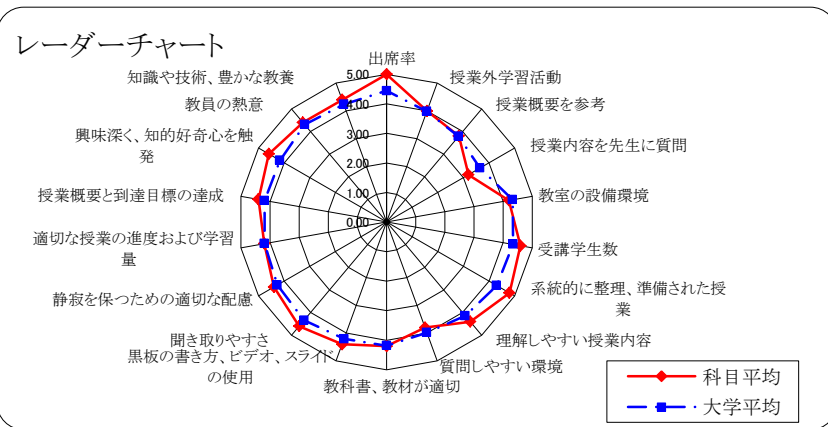 レーダーチャート
出席率
授業外学習活動
授業概要を参考
授業内容を先生に質問
教室の設備環境
受講学生数
系統的に整理、準備された授
業
理解しやすい授業内容
質問しやすい環境
教科書、教材が適切
黒板の書き方、ビデオ、スライド
の使用
聞き取りやすさ
静寂を保つための適切な配慮
適切な授業の進度および学習
量
授業概要と到達目標の達成
興味深く、知的好奇心を触
発
教員の熱意
知識や技術、豊かな教養
5.00
4.00
3.00
2.00
1.00
0.00
科目平均
大学平均